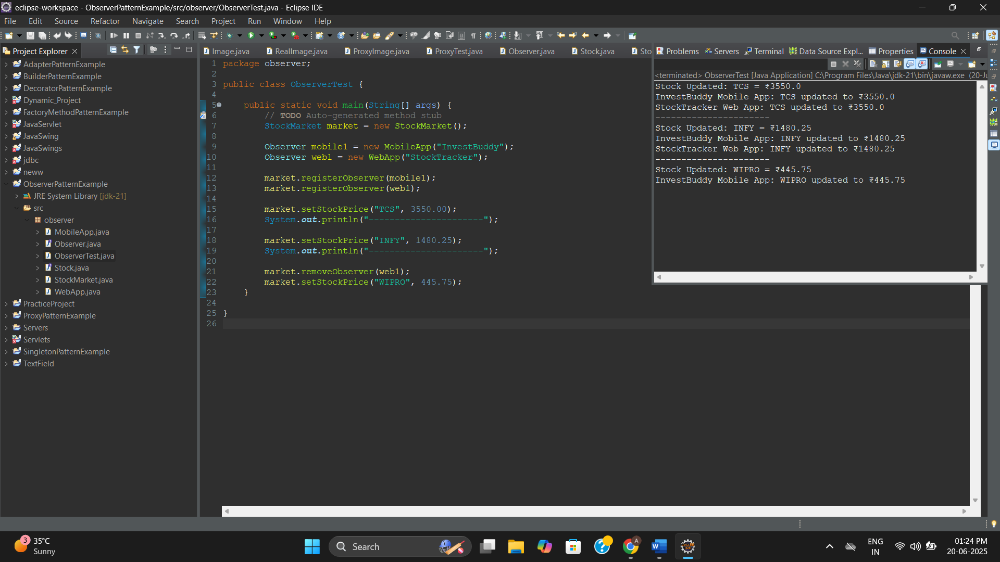 eclipse-workspace - ObserverPatternExample/src/observer/ObserverTest.java - Eclipse IDE
File Edit Source Refactor Navigate Search Project Run Window Help
Project Explorer
AdapterPatternExample
BuilderPatternExample
DecoratorPatternExample
Dynamic_Project
FactoryMethodPatternExample
JavaServlet
JavaSwing
JavaSwings
jdbc
neww
ObserverPatternExample
JRE System Library [jdk-21]
src
observer
MobileApp.java
Observer.java
ObserverTest.java
Stock.java
StockMarket.java
WebApp.java
PracticeProject
ProxyPatternExample
Servers
Servlets
SingletonPatternExample
TextField
Image.java RealImage.java ProxyImage.java ProxyTest.java Observer.java Stock.java Sto
1 package observer;
2
3 public class ObserverTest {
4
5 public static void main(String[] args) {
6 // TODO Auto-generated method stub
7 StockMarket market = new StockMarket();
8
9 Observer mobile1 = new MobileApp("InvestBuddy");
10 Observer web1 = new WebApp("StockTracker");
11
12 market.registerObserver(mobile1);
13 market.registerObserver(web1);
14
15 market.setStockPrice("TCS", 3550.00);
16 System.out.println("----------------------");
17
18 market.setStockPrice("INFY", 1480.25);
19 System.out.println("----------------------");
20
21 market.removeObserver(web1);
22 market.setStockPrice("WIPRO", 445.75);
23 }
24
25 }
26
Problems Servers Terminal Data Source Expl... Properties Console
<terminated> ObserverTest [Java Application] C:\Program Files\Java\jdk-21\bin\javaw.exe (20-Ju
Stock Updated: TCS = ₹3550.0
InvestBuddy Mobile App: TCS updated to ₹3550.0
StockTracker Web App: TCS updated to ₹3550.0
----------------------
Stock Updated: INFY = ₹1480.25
InvestBuddy Mobile App: INFY updated to ₹1480.25
StockTracker Web App: INFY updated to ₹1480.25
----------------------
Stock Updated: WIPRO = ₹445.75
InvestBuddy Mobile App: WIPRO updated to ₹445.75
3
35°C
Sunny
Search
ENG
IN
01:24 PM
20-06-2025